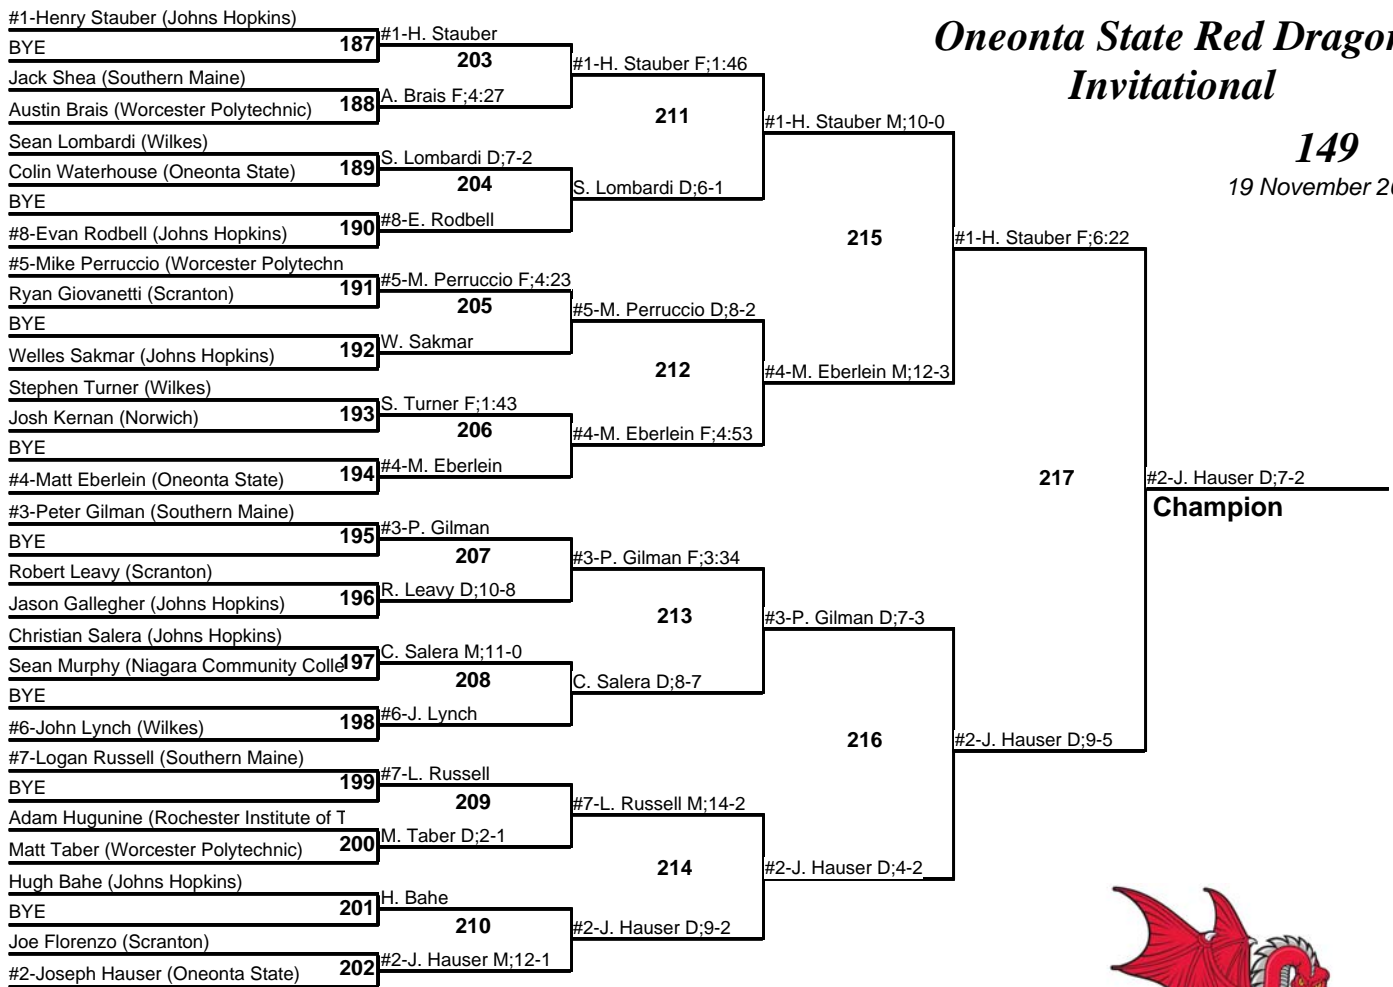 #1-Henry Stauber (Johns Hopkins)
BYE
187
#1-H. Stauber
203
Jack Shea (Southern Maine)
Austin Brais (Worcester Polytechnic)
188
A. Brais F;4:27
#1-H. Stauber F;1:46
211
Sean Lombardi (Wilkes)
Colin Waterhouse (Oneonta State)
189
S. Lombardi D;7-2
204
BYE
#8-Evan Rodbell (Johns Hopkins)
190
#8-E. Rodbell
S. Lombardi D;6-1
#1-H. Stauber M;10-0
215
#5-Mike Perruccio (Worcester Polytechn
Ryan Giovanetti (Scranton)
191
#5-M. Perruccio F;4:23
205
BYE
Welles Sakmar (Johns Hopkins)
192
W. Sakmar
#5-M. Perruccio D;8-2
212
Stephen Turner (Wilkes)
Josh Kernan (Norwich)
193
S. Turner F;1:43
206
BYE
#4-Matt Eberlein (Oneonta State)
194
#4-M. Eberlein
#4-M. Eberlein F;4:53
#4-M. Eberlein M;12-3
#1-H. Stauber F;6:22
217
#3-Peter Gilman (Southern Maine)
BYE
195
#3-P. Gilman
207
Robert Leavy (Scranton)
Jason Gallegher (Johns Hopkins)
196
R. Leavy D;10-8
#3-P. Gilman F;3:34
213
Christian Salera (Johns Hopkins)
Sean Murphy (Niagara Community Colle
197
C. Salera M;11-0
208
BYE
#6-John Lynch (Wilkes)
198
#6-J. Lynch
C. Salera D;8-7
#3-P. Gilman D;7-3
216
#7-Logan Russell (Southern Maine)
BYE
199
#7-L. Russell
209
Adam Hugunine (Rochester Institute of T
Matt Taber (Worcester Polytechnic)
200
M. Taber D;2-1
#7-L. Russell M;14-2
214
Hugh Bahe (Johns Hopkins)
BYE
201
H. Bahe
210
Joe Florenzo (Scranton)
#2-Joseph Hauser (Oneonta State)
202
#2-J. Hauser M;12-1
#2-J. Hauser D;9-2
#2-J. Hauser D;4-2
#2-J. Hauser D;9-5
#2-J. Hauser D;7-2
Champion
Oneonta State Red Dragon
Invitational
149
19 November